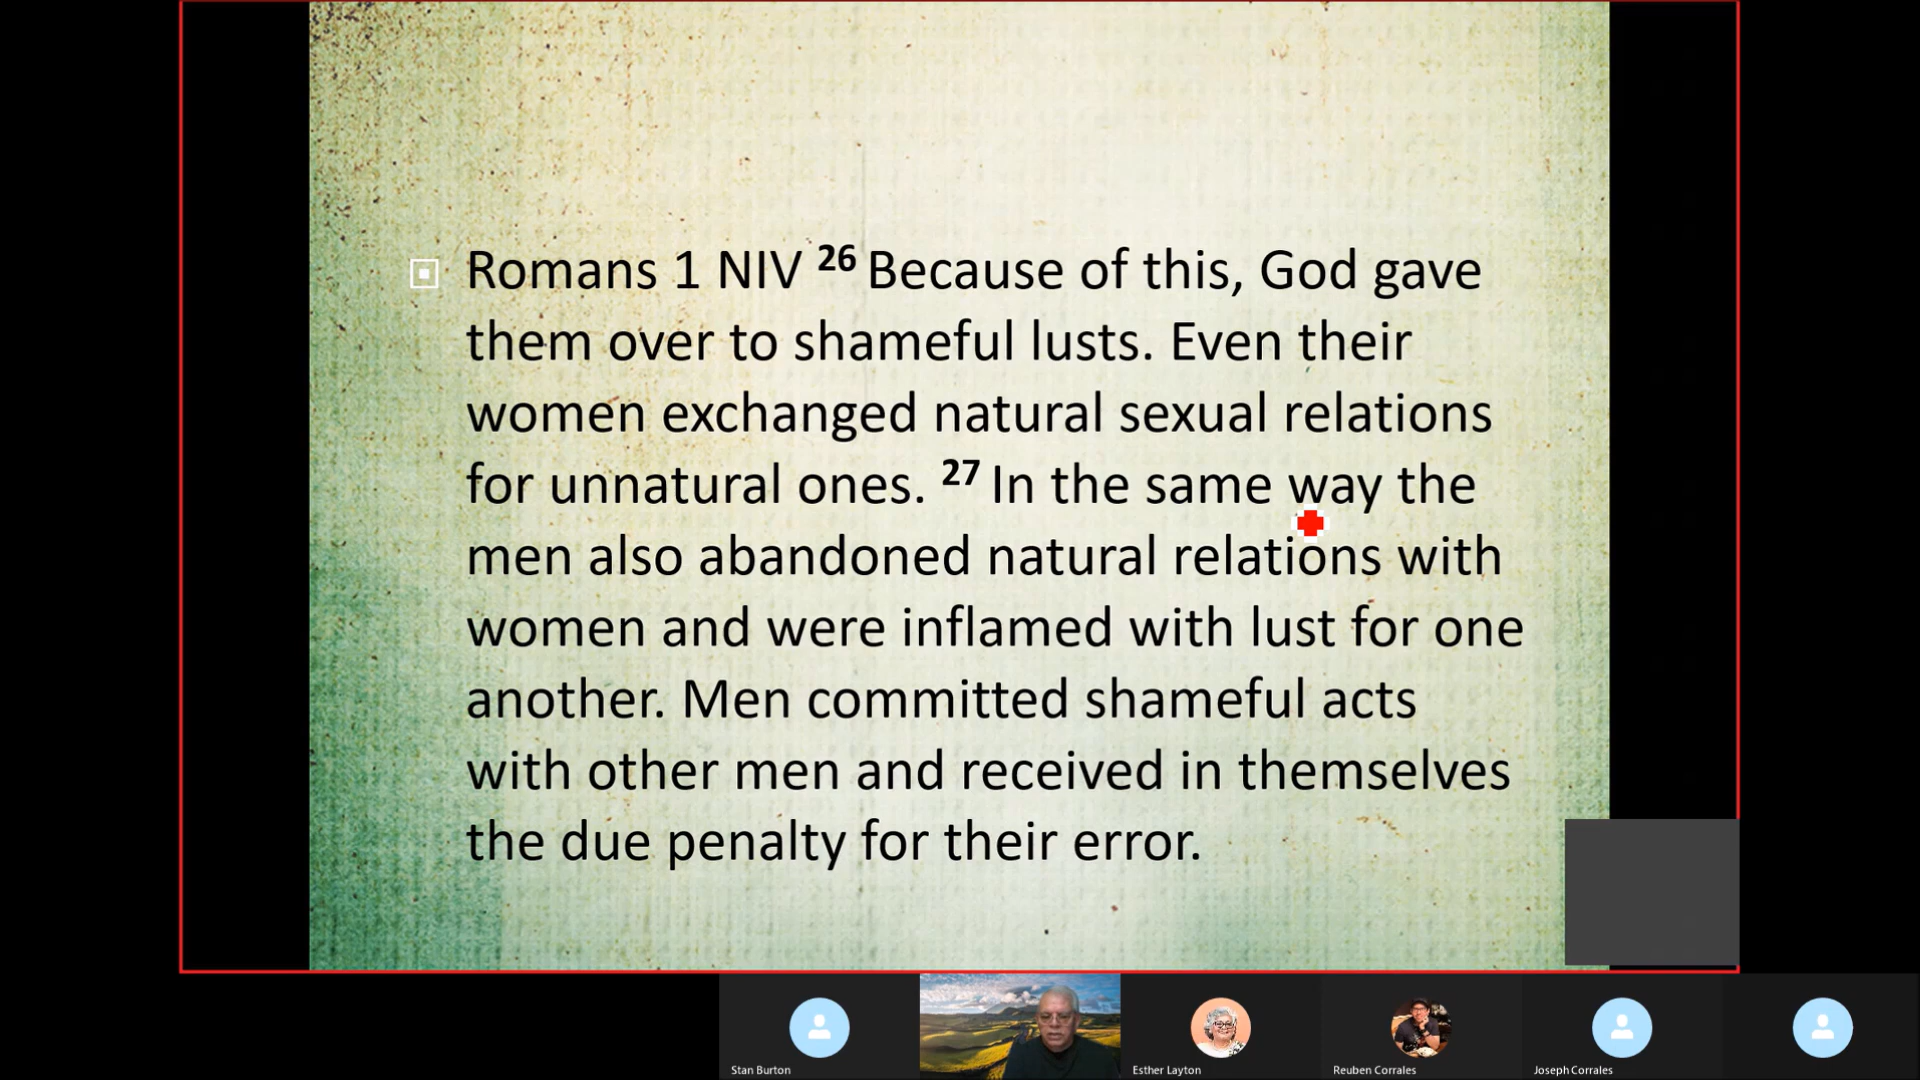 Romans 1 NIV 26 Because of this, God gave
them over to shameful lusts. Even their
women exchanged natural sexual relations
for unnatural ones. 27 In the same way the
men also abandoned natural relations with
women and were inflamed with lust for one
another. Men committed shameful acts
with other men and received in themselves
the due penalty for their error.
Stan Burton
Esther Layton
Reuben Corrales
Joseph Corrales